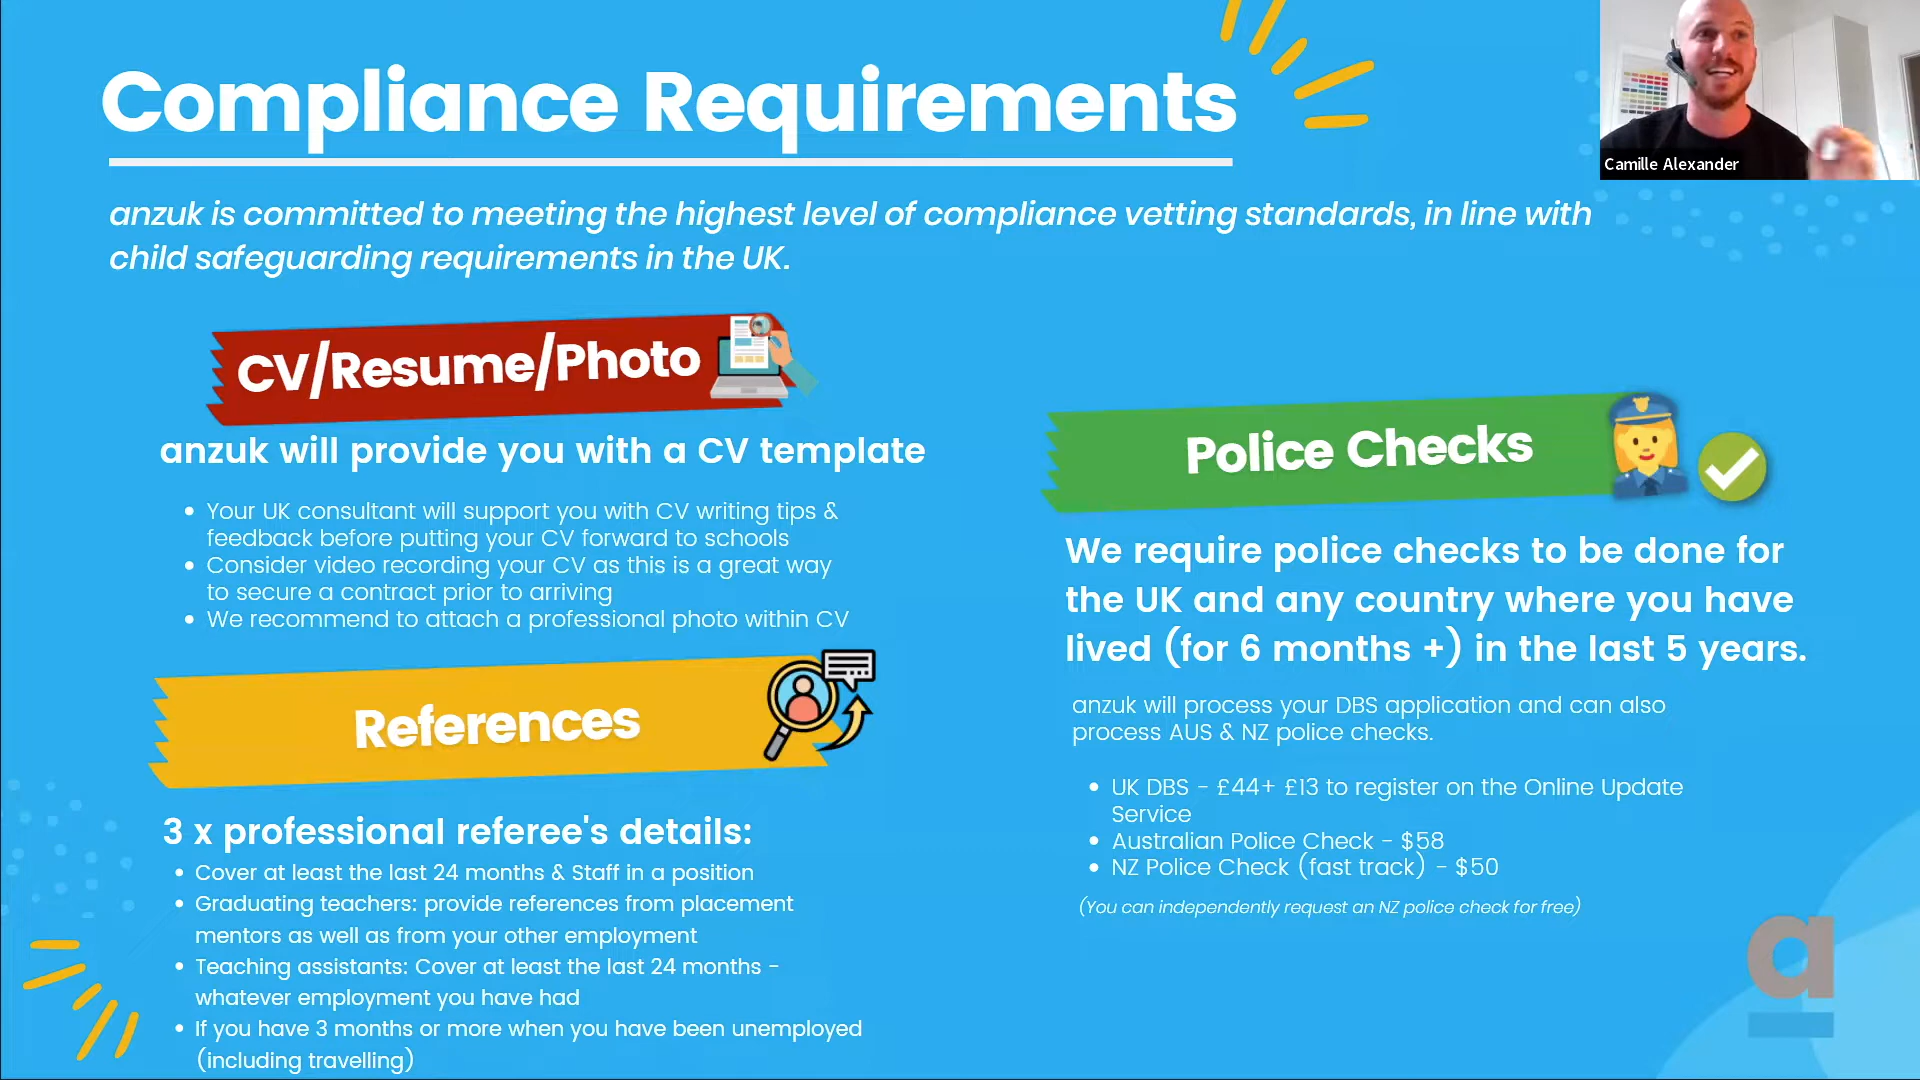 Compliance Requirements
Camille Alexander
anzuk is committed to meeting the highest level of compliance vetting standards, in line with
child safeguarding requirements in the UK.
CV/Resume/Photo
anzuk will provide you with a CV template
• Your UK consultant will support you with CV writing tips &
feedback before putting your CV forward to schools
• Consider video recording your CV as this is a great way
to secure a contract prior to arriving
• We recommend to attach a professional photo within CV
References
3 x professional referee's details:
• Cover at least the last 24 months & Staff in a position
• Graduating teachers: provide references from placement
mentors as well as from your other employment
• Teaching assistants: Cover at least the last 24 months -
whatever employment you have had
• If you have 3 months or more when you have been unemployed
(including travelling)
Police Checks
We require police checks to be done for
the UK and any country where you have
lived (for 6 months +) in the last 5 years.
anzuk will process your DBS application and can also
process AUS & NZ police checks.
• UK DBS - £44+ £13 to register on the Online Update
Service
• Australian Police Check - $58
• NZ Police Check (fast track) - $50
(You can independently request an NZ police check for free)
a